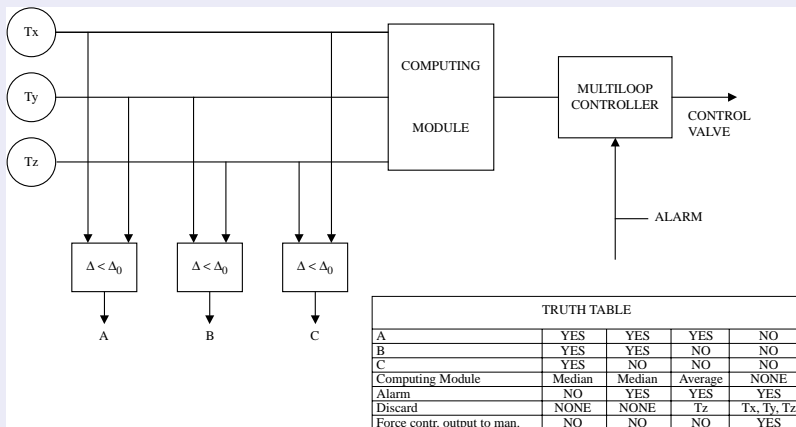 Tx
COMPUTING
MODULE
MULTILOOP
CONTROLLER
Ty
CONTROL
VALVE
Tz
ALARM
Δ < Δ0
Δ < Δ0
Δ < Δ0
A
B
C
TRUTH TABLE
A YES YES YES NO
B YES YES NO NO
C YES NO NO NO
Computing Module Median Median Average NONE
Alarm NO YES YES YES
Discard NONE NONE Tz Tx, Ty, Tz
Force contr. output to man. NO NO NO YES